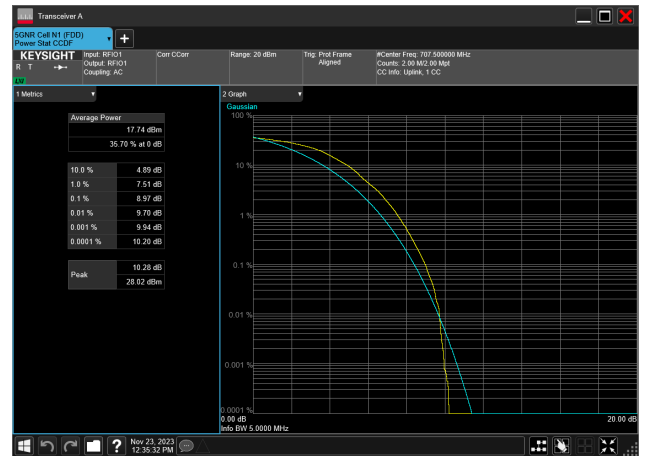 Transceiver A
5GNR Cell N1 (FDD)
Power Stat CCDF
KEYSIGHT
R T
LW
Input: RFIO1
Output: RFIO1
Coupling: AC
Corr CCorr
Range: 20 dBm
Trig: Prot Frame
Aligned
#Center Freq: 707.500000 MHz
Counts: 2.00 M/2.00 Mpt
CC Info: Uplink, 1 CC
1 Metrics
Average Power
17.74 dBm
35.70 % at 0 dB
10.0 % 4.89 dB
1.0 % 7.51 dB
0.1 % 8.97 dB
0.01 % 9.70 dB
0.001 % 9.94 dB
0.0001 % 10.20 dB
Peak
10.28 dB
28.02 dBm
2 Graph
Gaussian
100 %
10 %
1 %
0.1 %
0.01 %
0.001 %
0.0001 %
0.00 dB
20.00 dB
Info BW 5.0000 MHz
Nov 23, 2023
12:35:32 PM